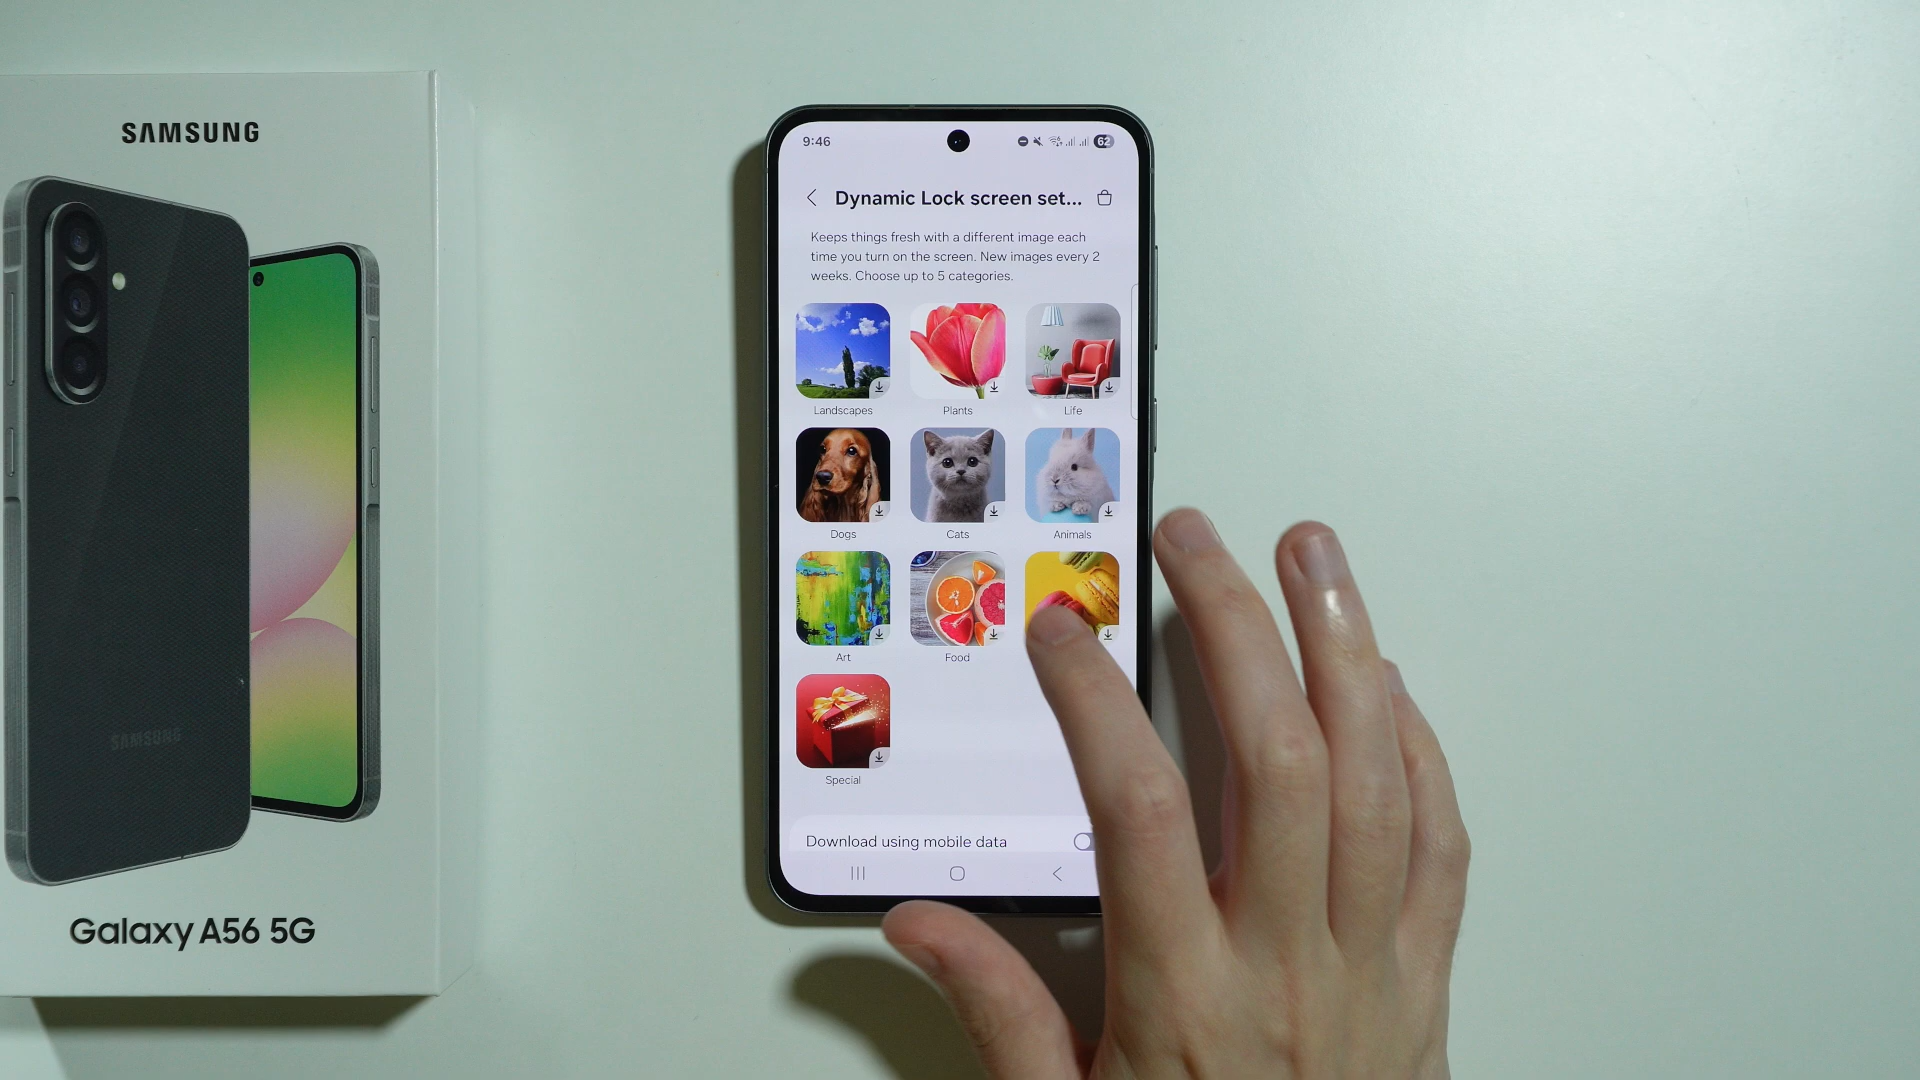 SAMSUNG
SAMSUNG
Galaxy A56 5G
9:46
62
Dynamic Lock screen set...
Keeps things fresh with a different image each
time you turn on the screen. New images every 2
weeks. Choose up to 5 categories.
Landscapes
Plants
Life
Dogs
Cats
Animals
Art
Food
Special
Download using mobile data